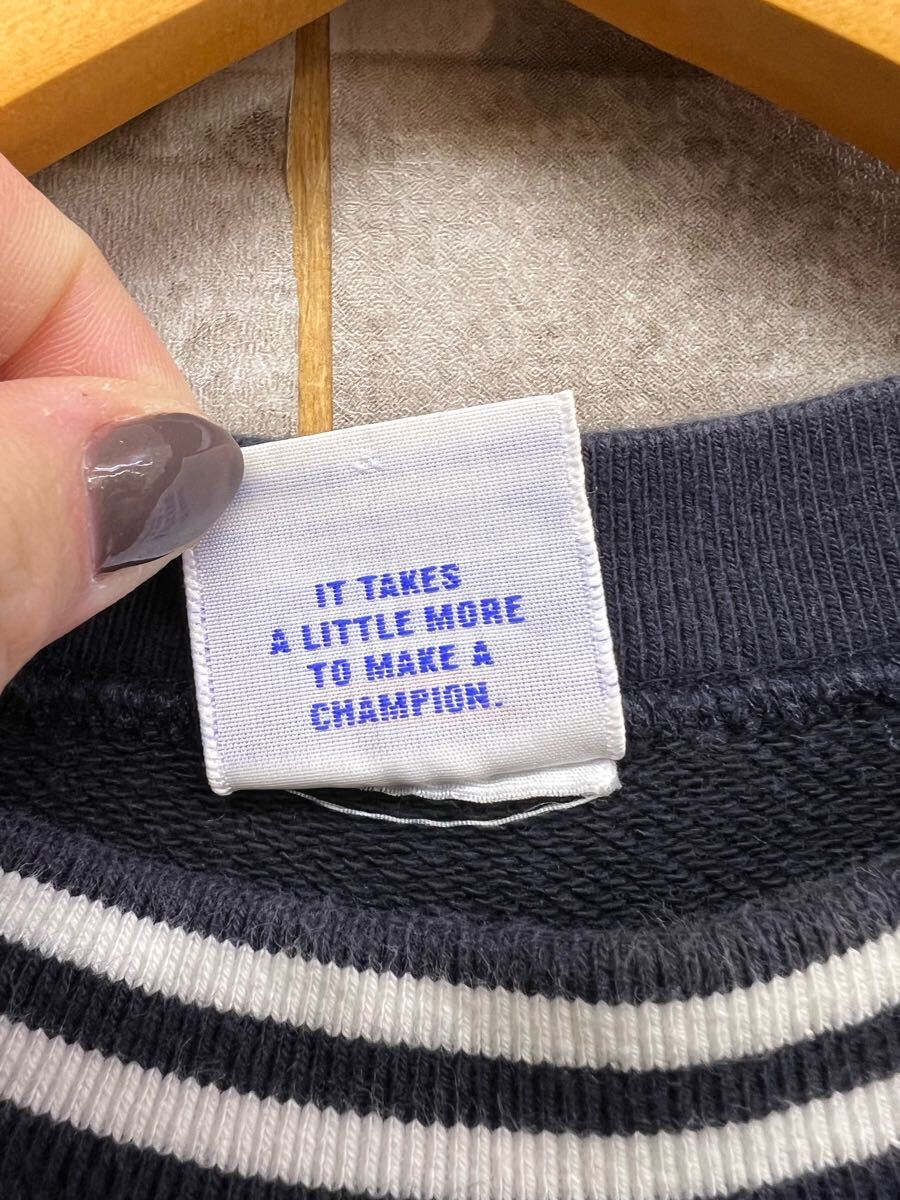 IT TAKES
A LITTLE MORE
TO MAKE A
CHAMPION.